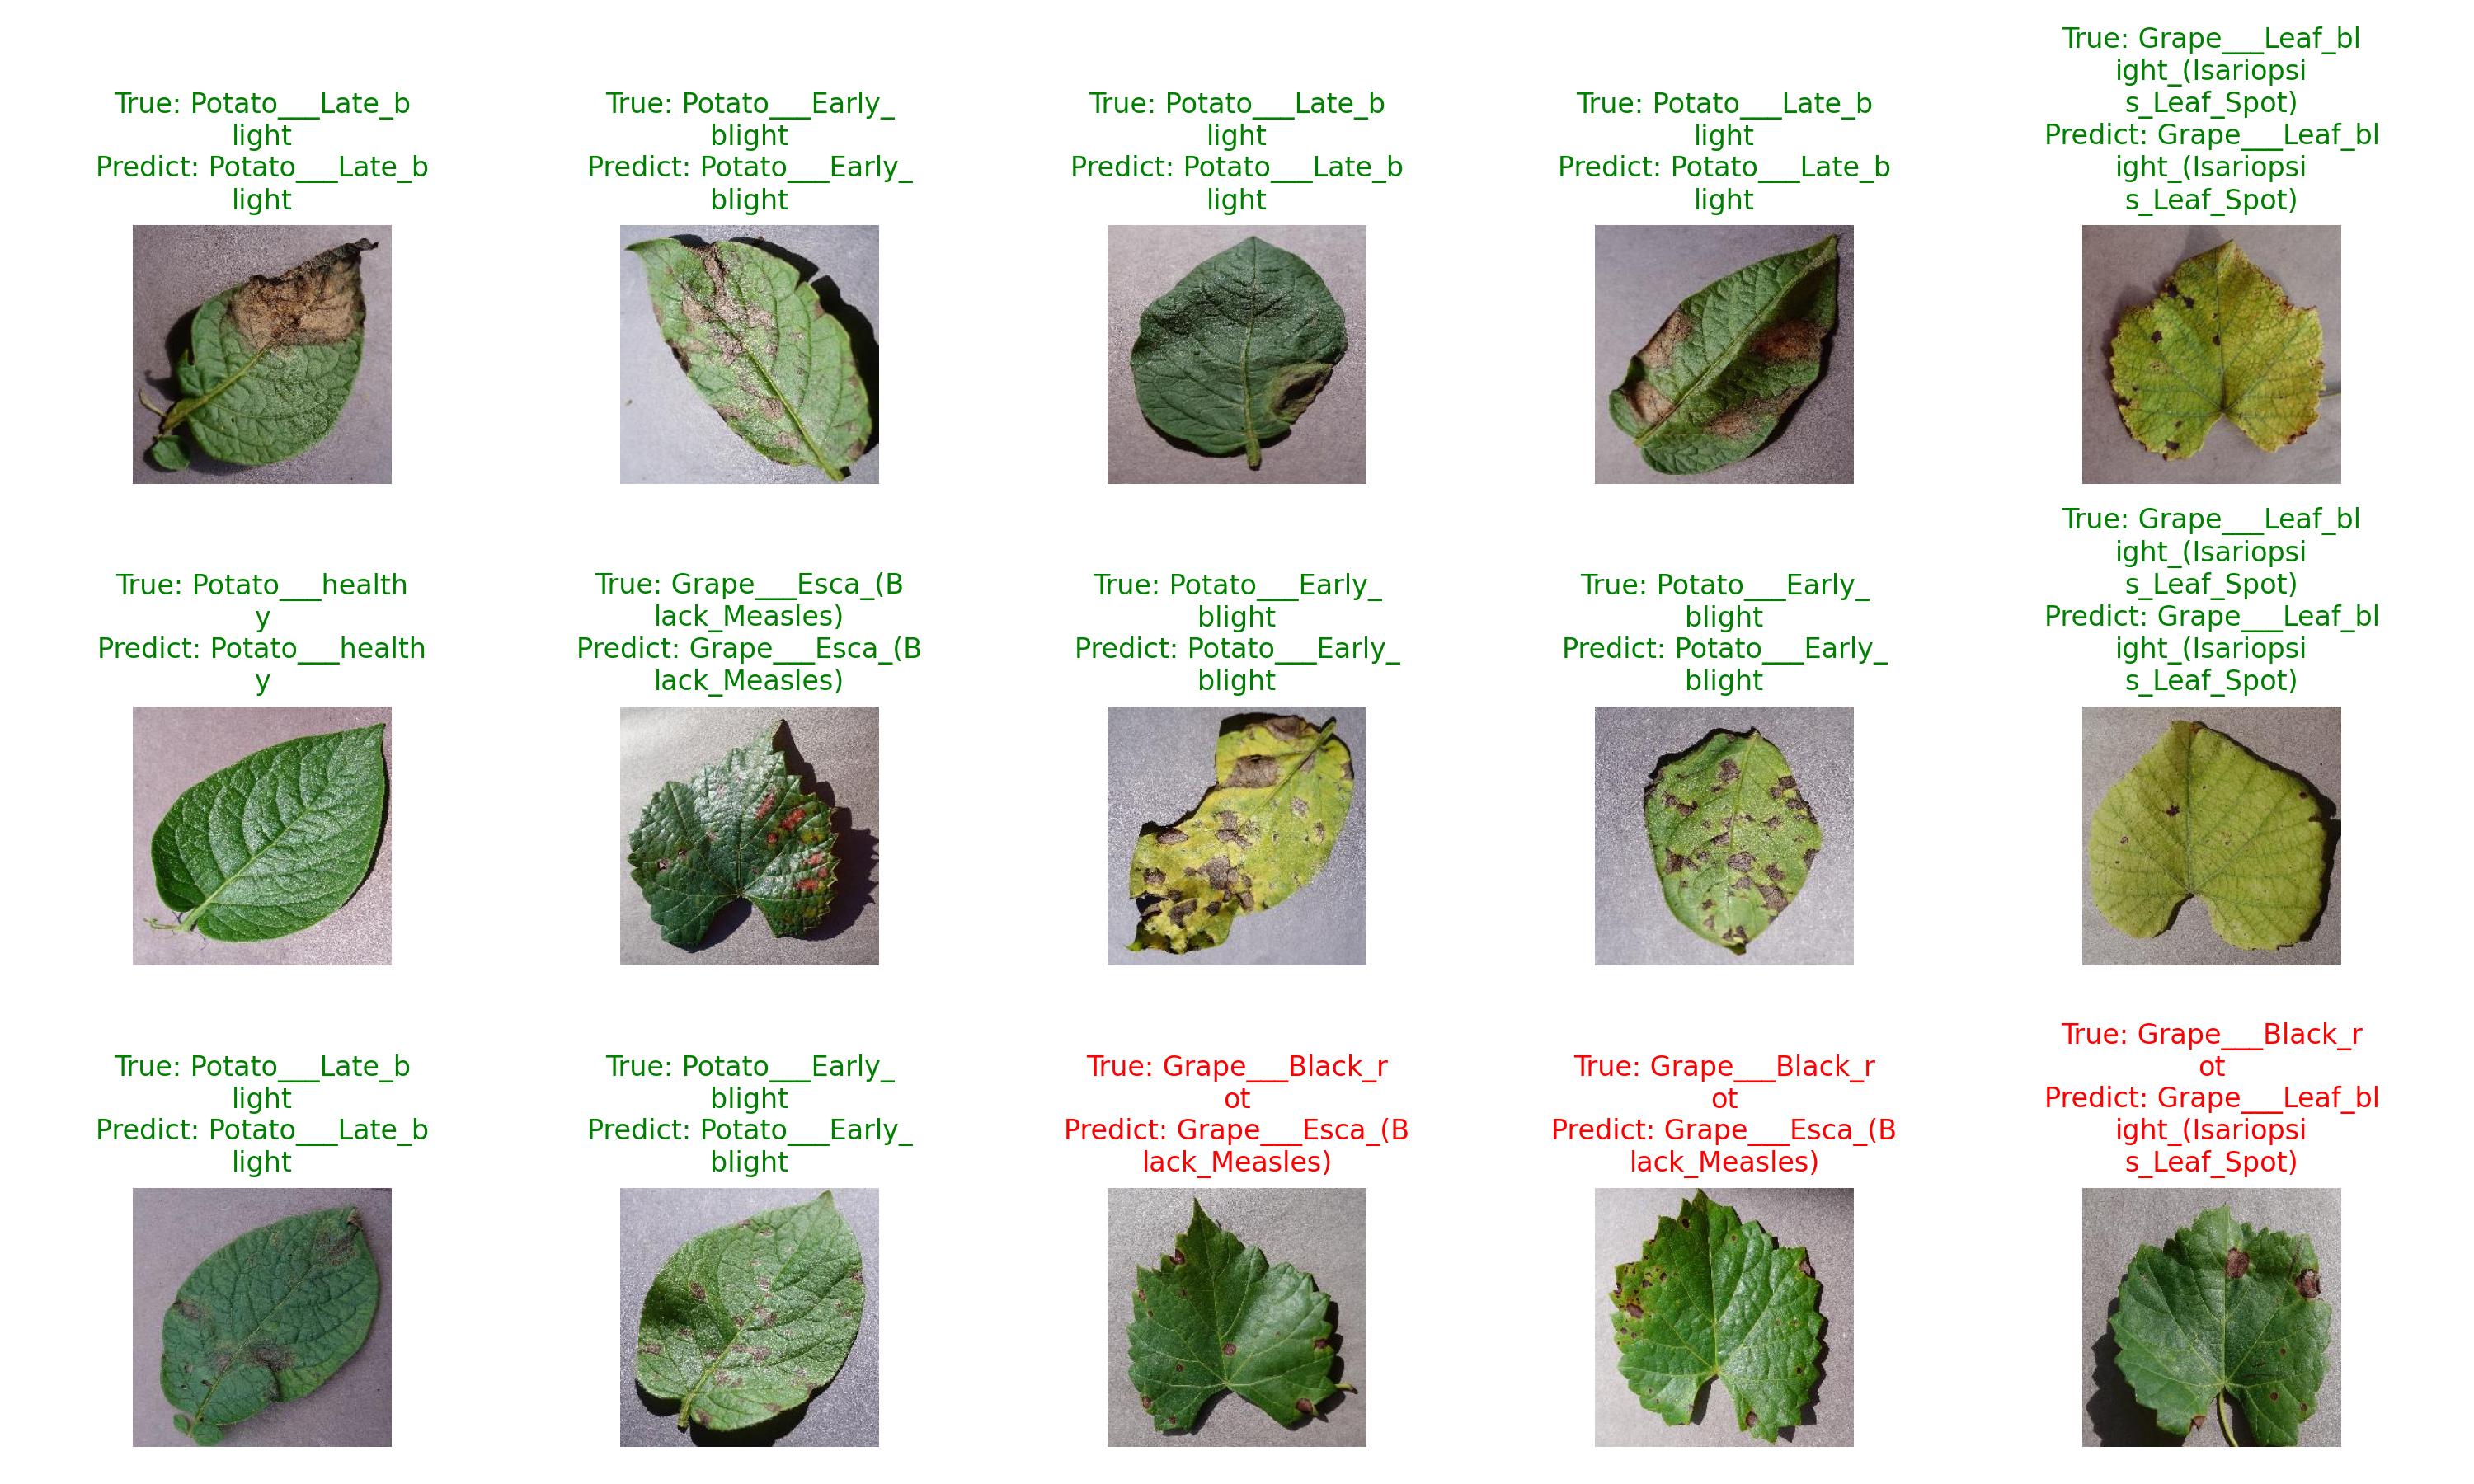 True: Potato___Late_b
light
Predict: Potato___Late_b
light
True: Potato___Early_
blight
Predict: Potato___Early_
blight
True: Potato___Late_b
light
Predict: Potato___Late_b
light
True: Potato___Late_b
light
Predict: Potato___Late_b
light
True: Grape___Leaf_bl
ight_(Isariopsi
s_Leaf_Spot)
Predict: Grape___Leaf_bl
ight_(Isariopsi
s_Leaf_Spot)
True: Potato___health
y
Predict: Potato___health
y
True: Grape___Esca_(B
lack_Measles)
Predict: Grape___Esca_(B
lack_Measles)
True: Potato___Early_
blight
Predict: Potato___Early_
blight
True: Potato___Early_
blight
Predict: Potato___Early_
blight
True: Grape___Leaf_bl
ight_(Isariopsi
s_Leaf_Spot)
Predict: Grape___Leaf_bl
ight_(Isariopsi
s_Leaf_Spot)
True: Potato___Late_b
light
Predict: Potato___Late_b
light
True: Potato___Early_
blight
Predict: Potato___Early_
blight
True: Grape___Black_r
ot
Predict: Grape___Esca_(B
lack_Measles)
True: Grape___Black_r
ot
Predict: Grape___Esca_(B
lack_Measles)
True: Grape___Black_r
ot
Predict: Grape___Leaf_bl
ight_(Isariopsi
s_Leaf_Spot)